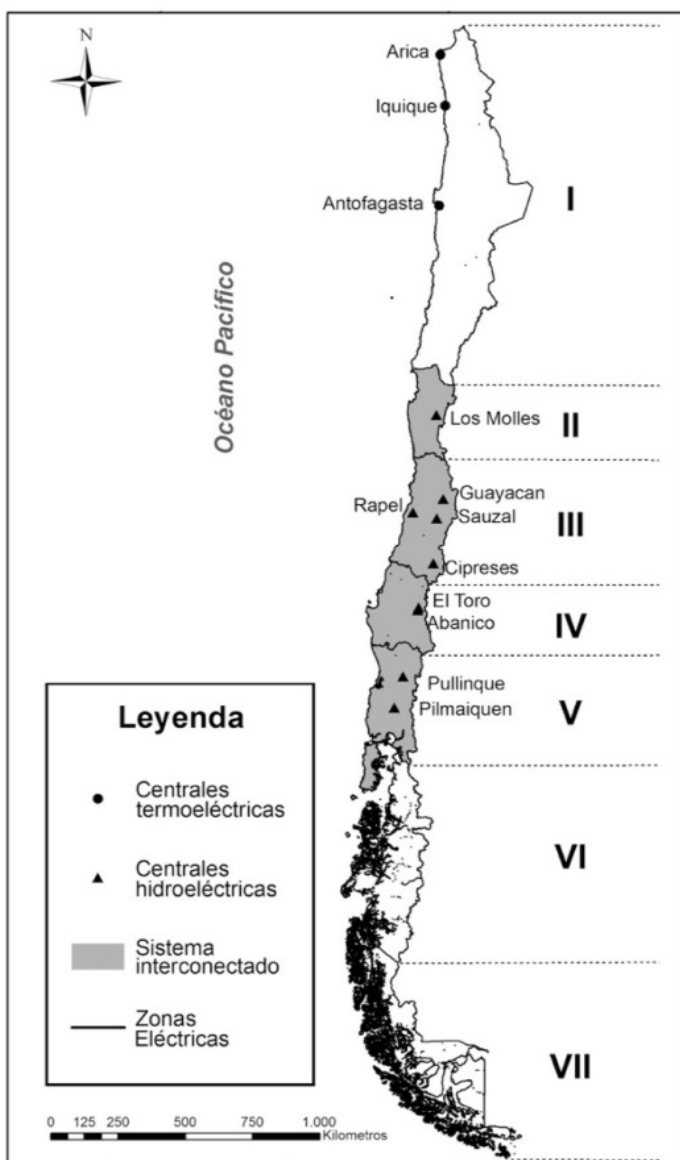 N
Arica
Iquique
Antofagasta
I
Océano Pacífico
Los Molles
II
Guayacan
Rapel
Sauzal
III
Cipreses
El Toro
Abanico
IV
Pullinque
Pilmaiquen
V
VI
VII
Leyenda
Centrales
termoeléctricas
Centrales
hidroeléctricas
Sistema
interconectado
Zonas
Eléctricas
0 125 250 500 750 1.000
Kilometros